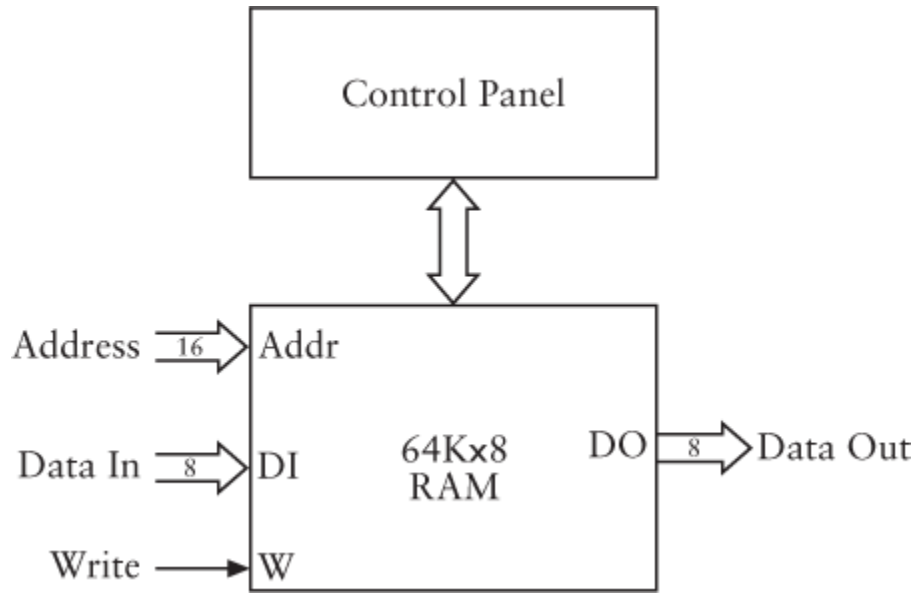 Control Panel
Address 16 Addr
Data In 8 DI
64Kx8
RAM
DO 8 Data Out
Write W